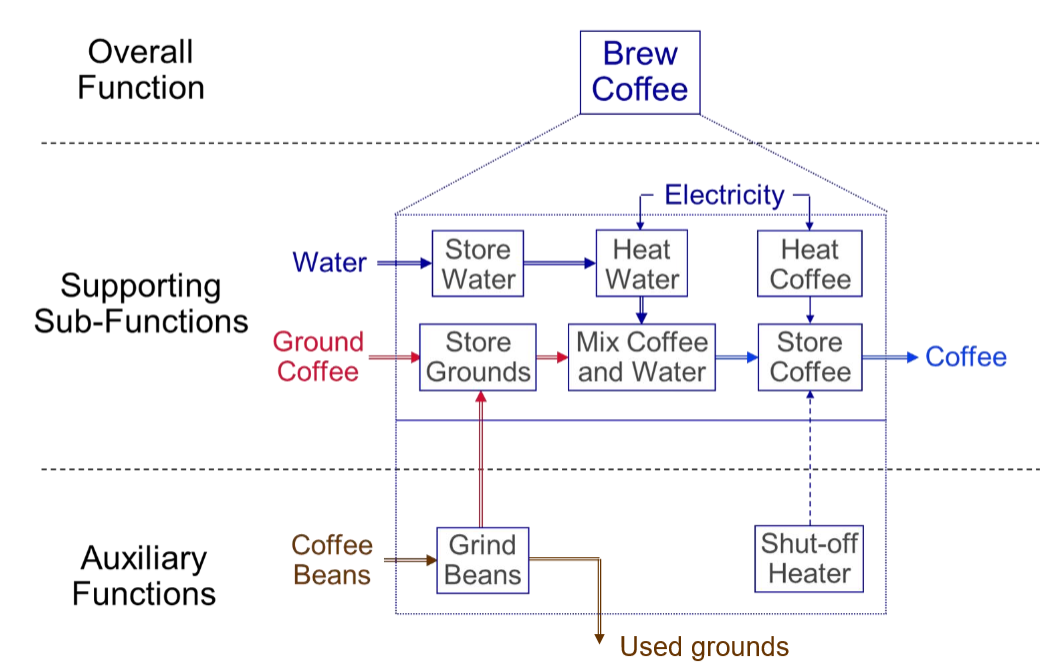 Overall
Function
Brew
Coffee
Electricity
Supporting
Sub-Functions
Water
Store
Water
Heat
Water
Heat
Coffee
Ground
Coffee
Store
Grounds
Mix Coffee
and Water
Store
Coffee
Coffee
Auxiliary
Functions
Coffee
Beans
Grind
Beans
Shut-off
Heater
Used grounds